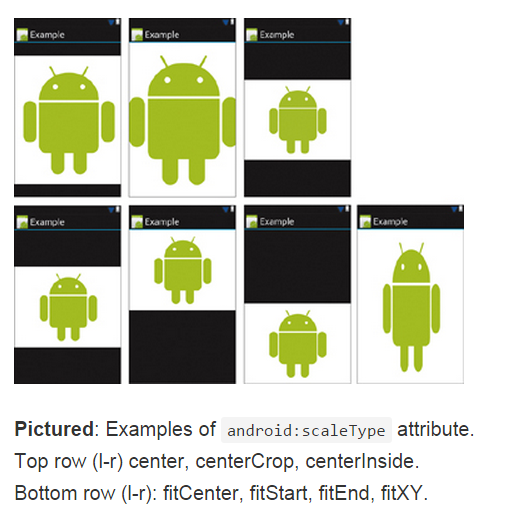 Example
Example
Example
Example
Example
Example
Example
Pictured: Examples of android:scaleType attribute.
Top row (l-r) center, centerCrop, centerInside.
Bottom row (l-r): fitCenter, fitStart, fitEnd, fitXY.